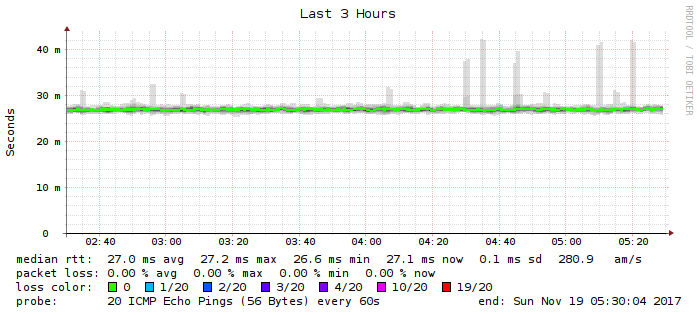 Last 3 Hours
RRDTOOL / TOBI OETIKER
Seconds
40 m
30 m
20 m
10 m
0
02:40 03:00 03:20 03:40 04:00 04:20 04:40 05:00 05:20
median rtt: 27.0 ms avg 27.2 ms max 26.6 ms min 27.1 ms now 0.1 ms sd 280.9 am/s
packet loss: 0.00 % avg 0.00 % max 0.00 % min 0.00 % now
loss color: 0 1/20 2/20 3/20 4/20 10/20 19/20
probe: 20 ICMP Echo Pings (56 Bytes) every 60s end: Sun Nov 19 05:30:04 2017